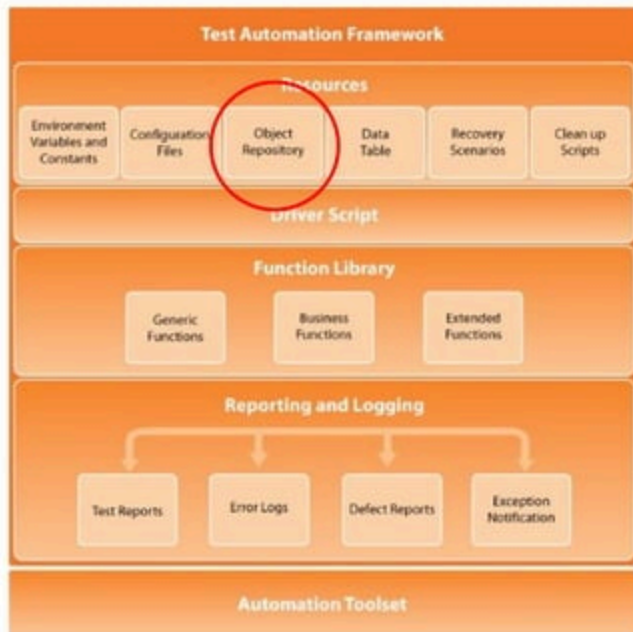 Test Automation Framework
Resources
Environment
Variables and
Constants
Configuration
Files
Object
Repository
Data
Table
Recovery
Scenarios
Clean up
Scripts
Driver Script
Function Library
Generic
Functions
Business
Functions
Extended
Functions
Reporting and Logging
Test Reports
Error Logs
Defect Reports
Exception
Notification
Automation Toolset